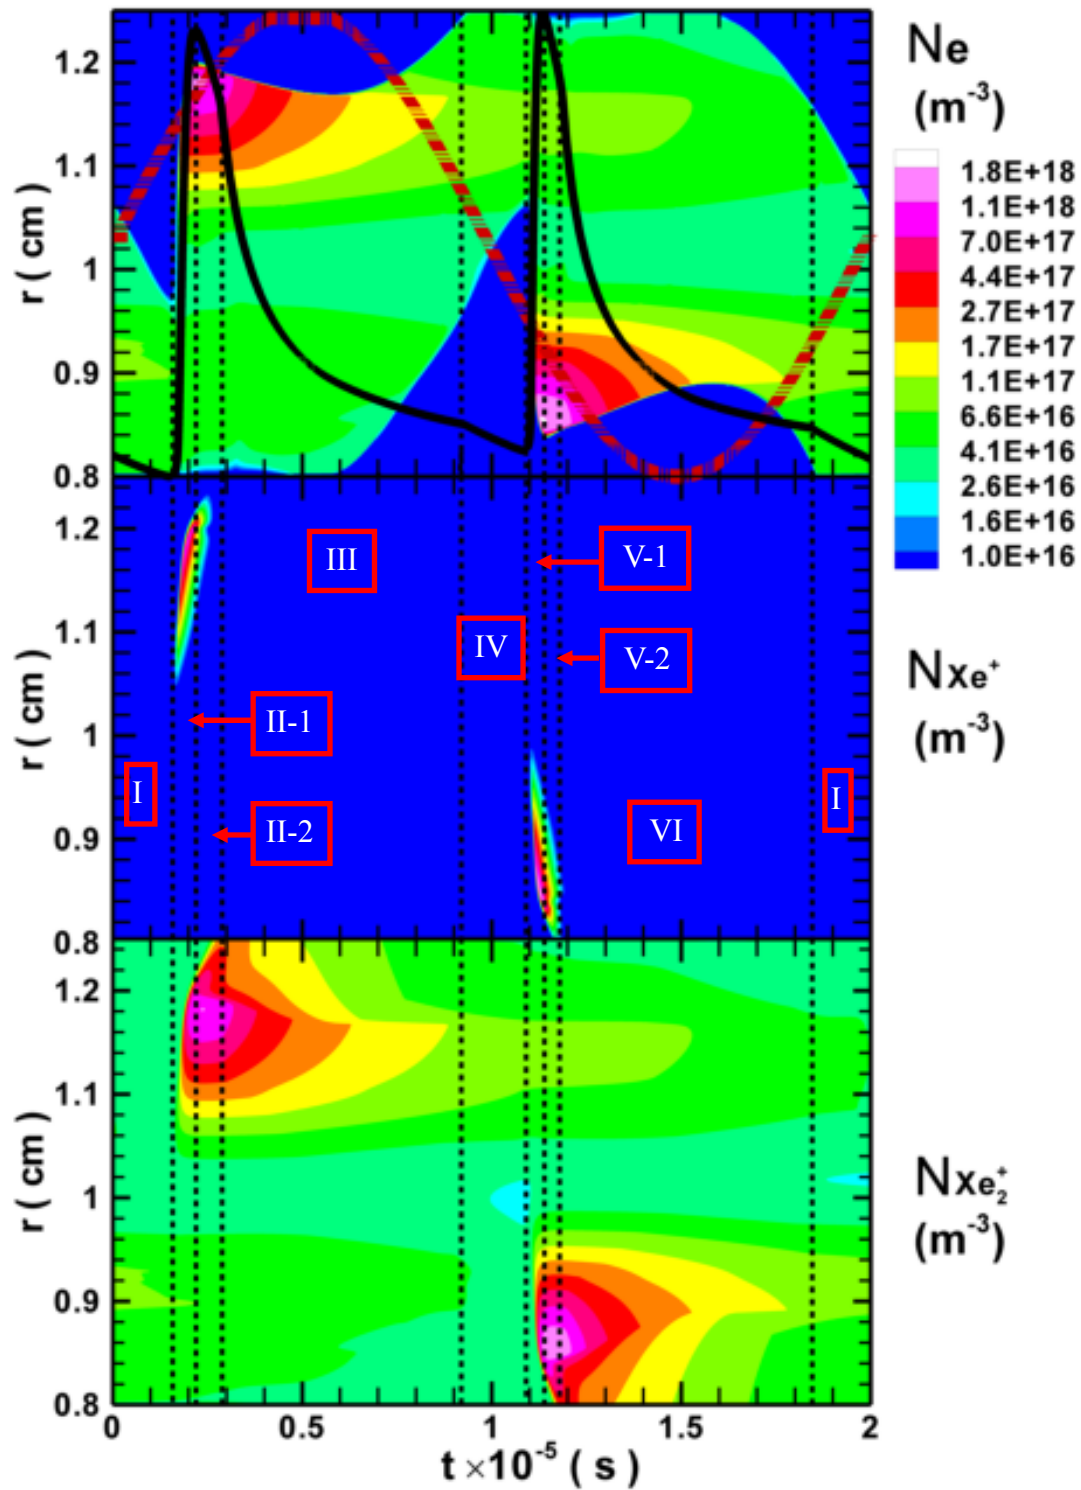 1.2
1.1
1
0.9
0.8
r ( cm )
Ne
(m-3)
1.8E+18
1.1E+18
7.0E+17
4.4E+17
2.7E+17
1.7E+17
1.1E+17
6.6E+16
4.1E+16
2.6E+16
1.6E+16
1.0E+16
1.2
1.1
1
0.9
0.8
r ( cm )
III
V-1
IV
V-2
II-1
I
I
II-2
VI
NXe+
(m-3)
1.2
1.1
1
0.9
0.8
r ( cm )
NXe2+
(m-3)
0
0.5
1
1.5
2
t ×10-5 ( s )